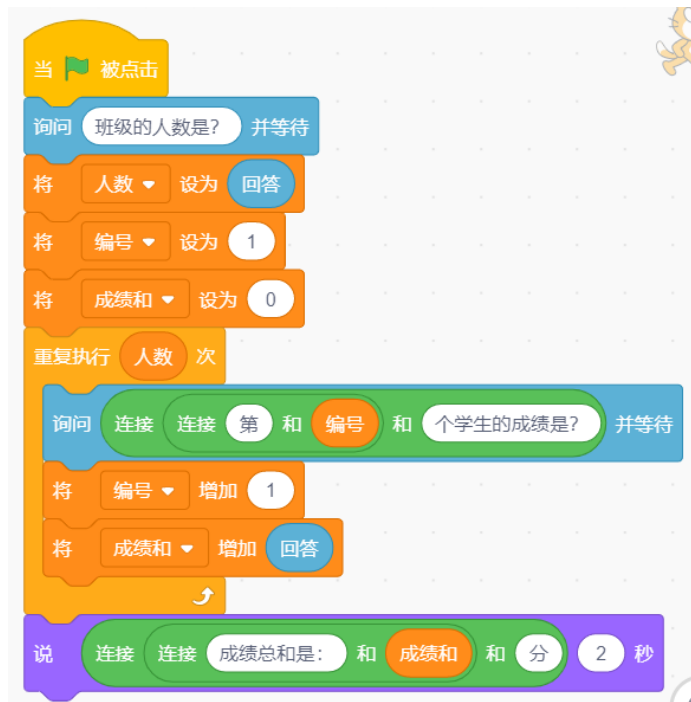 当 被点击
询问 班级的人数是? 并等待
将 人数 设为 回答
将 编号 设为 1
将 成绩和 设为 0
重复执行 人数 次
询问 连接 连接 第 和 编号 和 个学生的成绩是? 并等待
将 编号 增加 1
将 成绩和 增加 回答
说 连接 连接 成绩总和是: 和 成绩和 和 分 2 秒